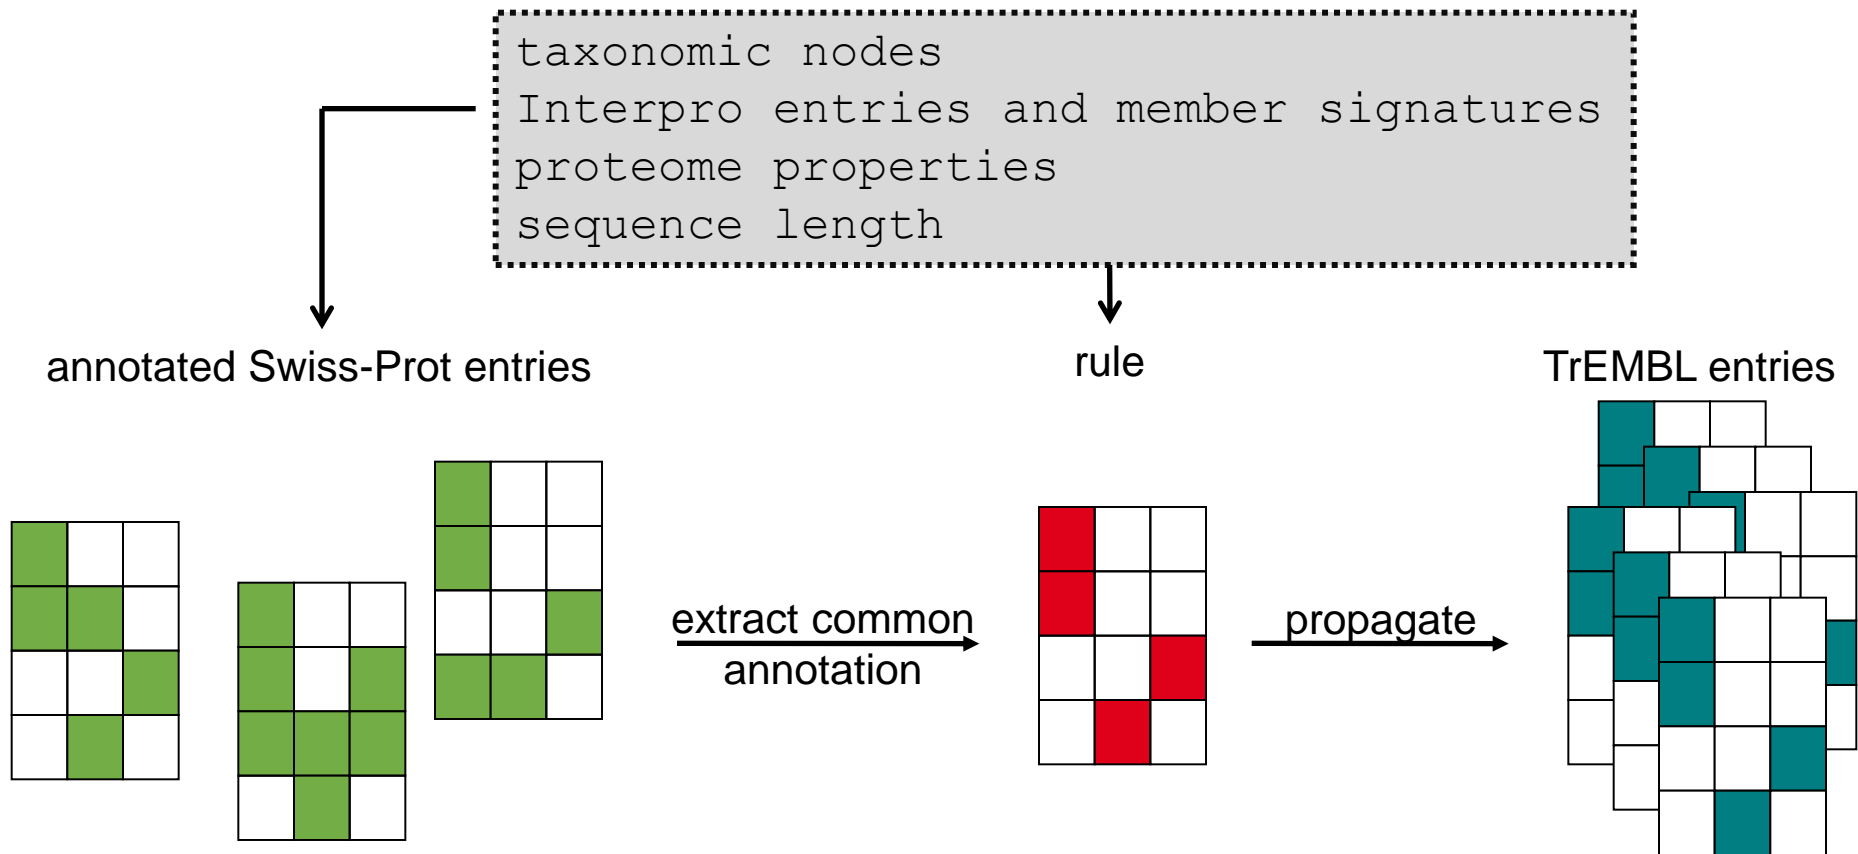 taxonomic nodes
Interpro entries and member signatures
proteome properties
sequence length
annotated Swiss-Prot entries
rule
TrEMBL entries
extract common
annotation
propagate